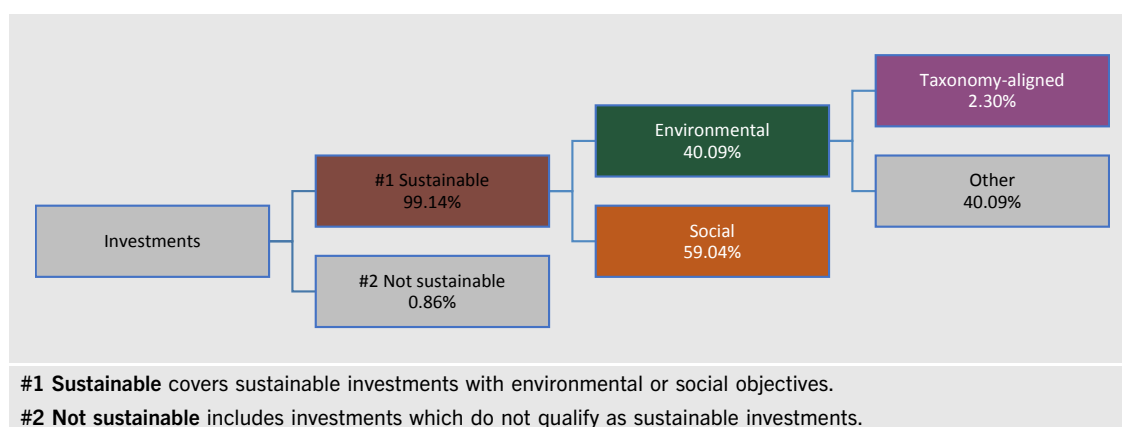 Investments
#1 Sustainable
99.14%
#2 Not sustainable
0.86%
Environmental
40.09%
Social
59.04%
Taxonomy-aligned
2.30%
Other
40.09%
#1 Sustainable covers sustainable investments with environmental or social objectives.
#2 Not sustainable includes investments which do not qualify as sustainable investments.